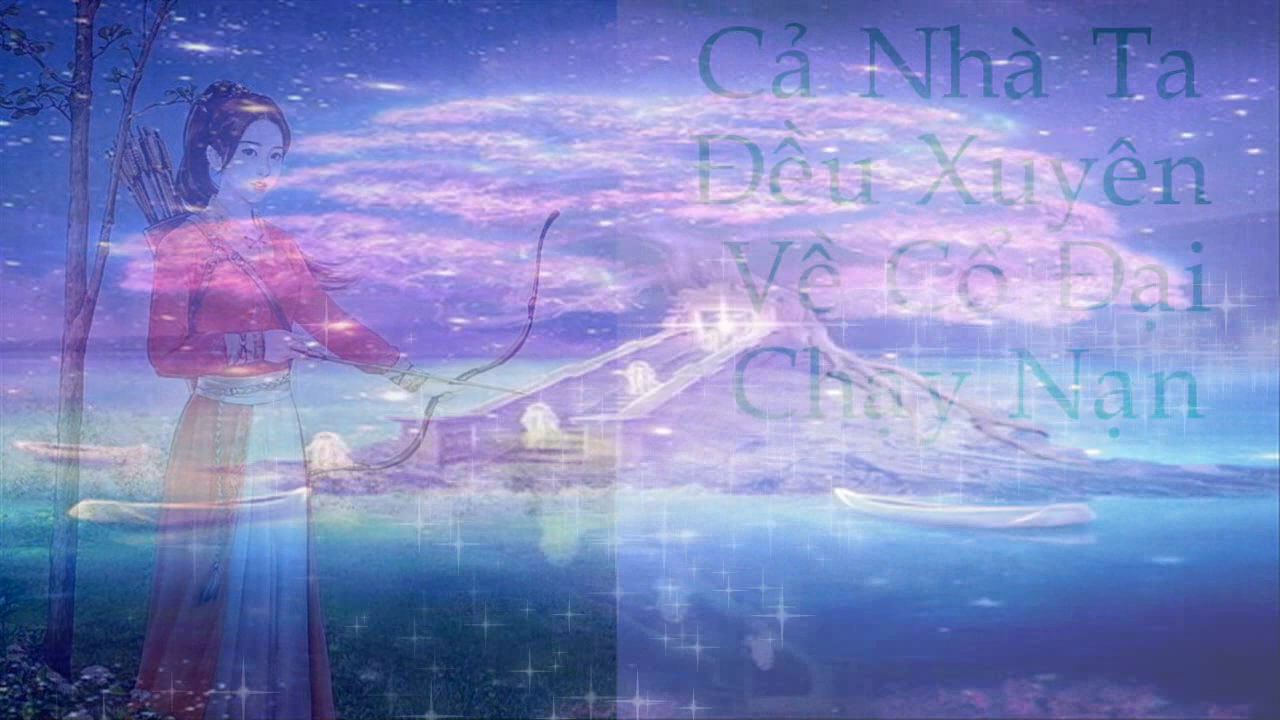 Cả Nhà Ta
Đều Xuyên
Về Cổ Đại
Chạy Nạn